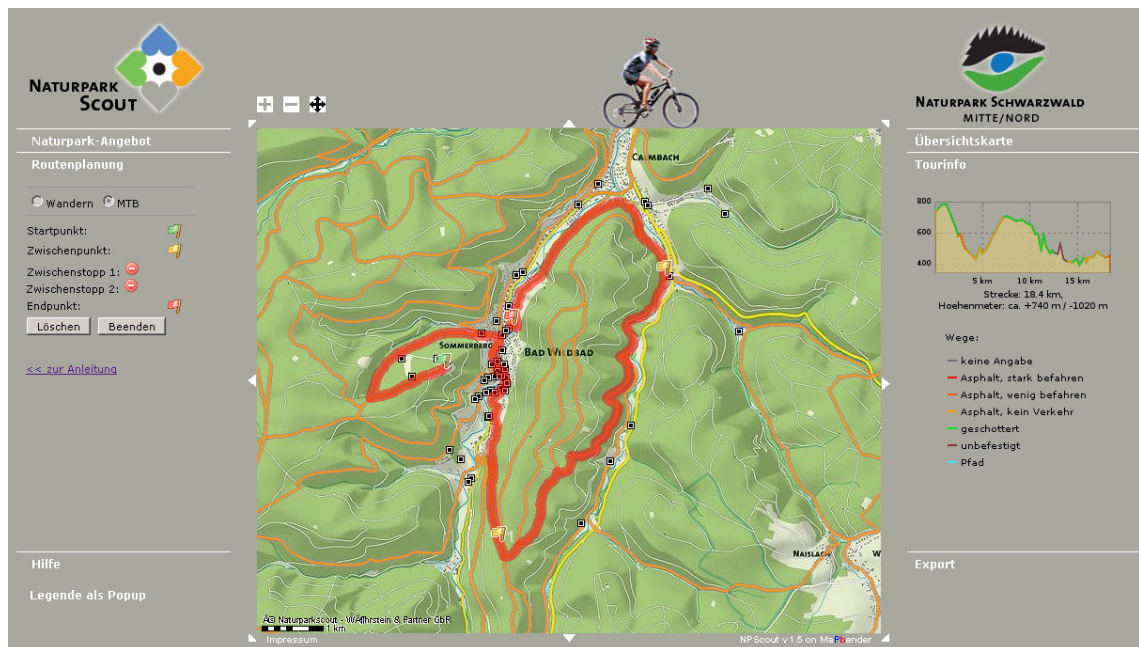 NATURPARK
SCOUT
Naturpark-Angebot
Routenplanung
Wandern MTB
Startpunkt:
Zwischenpunkt:
Zwischenstopp 1:
Zwischenstopp 2:
Endpunkt:
Löschen Beenden
<< zur Anleitung
Hilfe
Legende als Popup
CALMBACH
SOMMERBERG
BAD WILDBAD
1
NAISLACH
W
1 km
Impressum
NPScout v1.5 on MaPbender
NATURPARK SCHWARZWALD
MITTE/NORD
Übersichtskarte
Tourinfo
800
600
400
5 km 10 km 15 km
Strecke: 18.4 km,
Hoehenmeter: ca. +740 m / -1020 m
Wege:
keine Angabe
Asphalt, stark befahren
Asphalt, wenig befahren
Asphalt, kein Verkehr
geschottert
unbefestigt
Pfad
Export